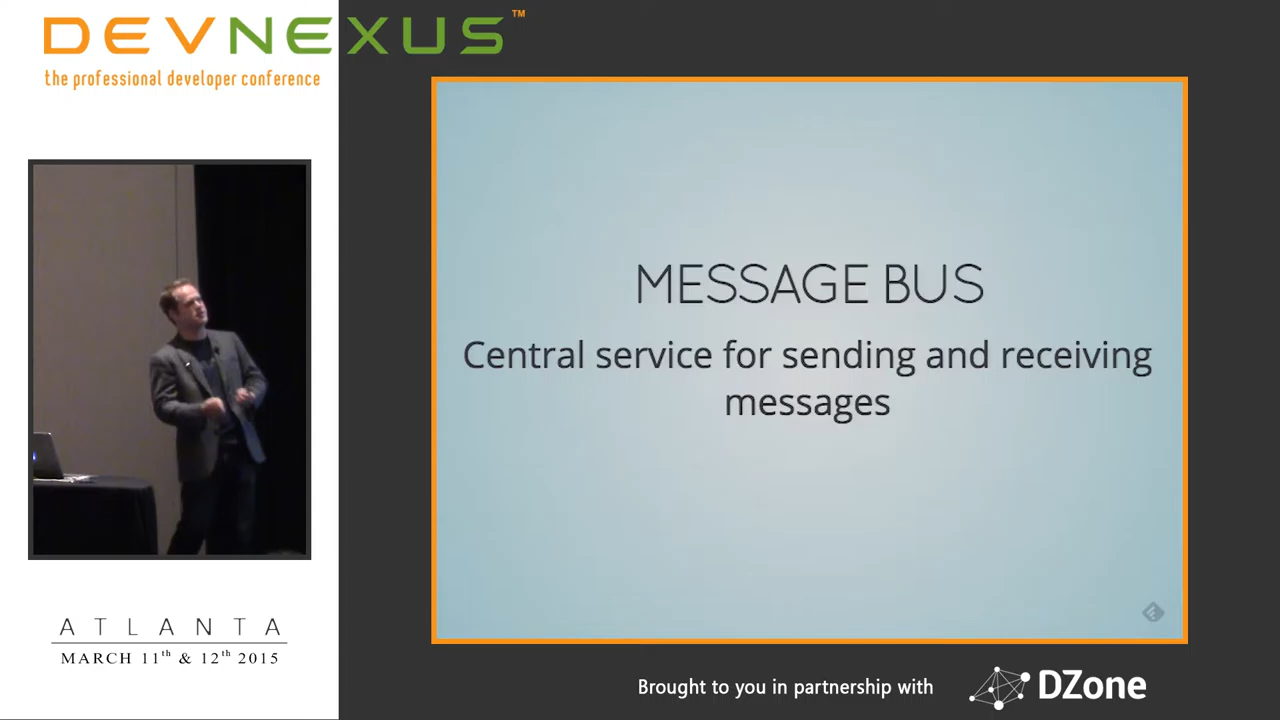 DEVNEXUS™
the professional developer conference
MESSAGE BUS
Central service for sending and receiving
messages
ATLANTA
MARCH 11th & 12th 2015
Brought to you in partnership with DZone